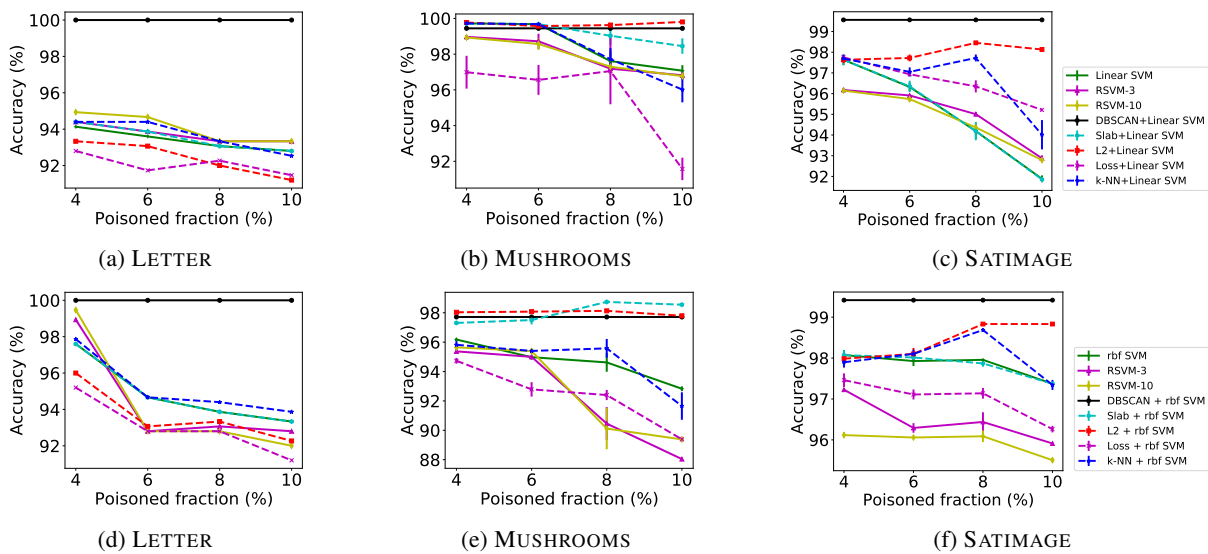 100
98
96
94
92
Accuracy (%)
4 6 8 10
Poisoned fraction (%)
(a) LETTER
100
98
96
94
92
Accuracy (%)
4 6 8 10
Poisoned fraction (%)
(b) MUSHROOMS
99
98
97
96
95
94
93
92
Accuracy (%)
4 6 8 10
Poisoned fraction (%)
(c) SATIMAGE
Linear SVM
RSVM-3
RSVM-10
DBSCAN+Linear SVM
Slab+Linear SVM
L2+Linear SVM
Loss+Linear SVM
k-NN+Linear SVM
100
98
96
94
92
Accuracy (%)
4 6 8 10
Poisoned fraction (%)
(d) LETTER
98
96
94
92
90
88
Accuracy (%)
4 6 8 10
Poisoned fraction (%)
(e) MUSHROOMS
99
98
97
96
Accuracy (%)
4 6 8 10
Poisoned fraction (%)
(f) SATIMAGE
rbf SVM
RSVM-3
RSVM-10
DBSCAN + rbf SVM
Slab + rbf SVM
L2 + rbf SVM
Loss + rbf SVM
k-NN + rbf SVM